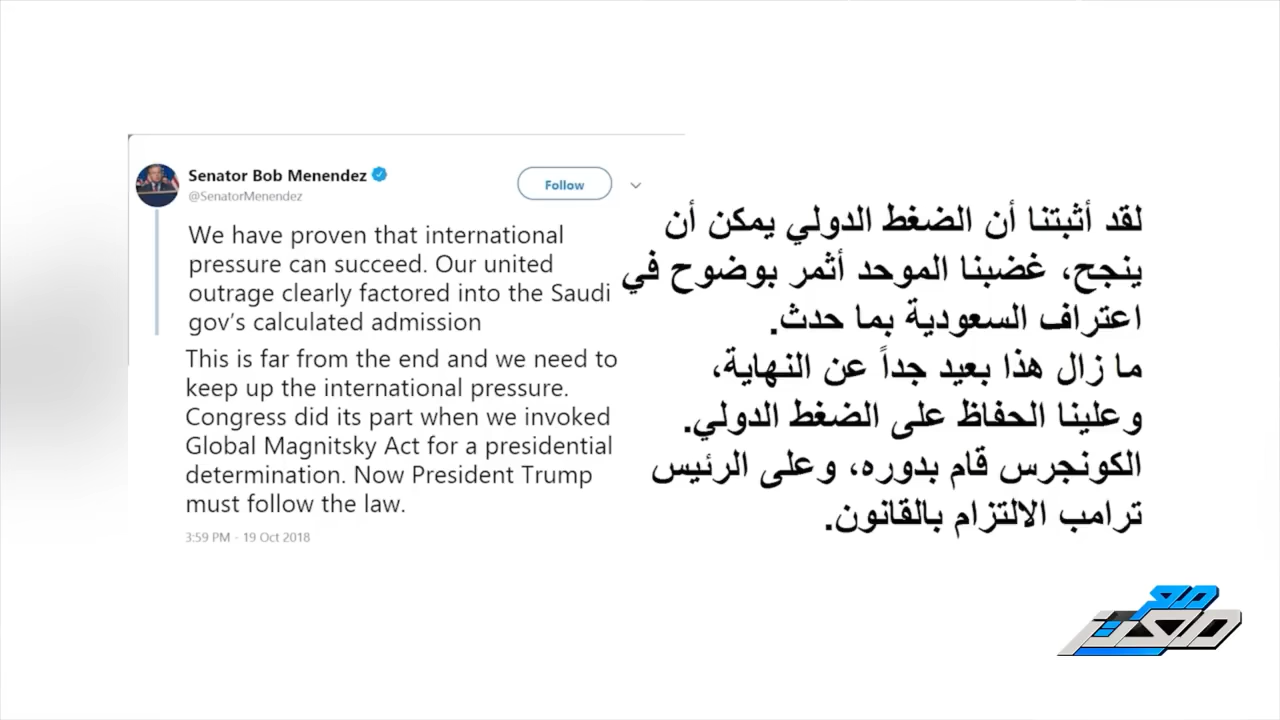 Senator Bob Menendez
@SenatorMenendez
Follow
We have proven that international
pressure can succeed. Our united
outrage clearly factored into the Saudi
gov’s calculated admission
This is far from the end and we need to
keep up the international pressure.
Congress did its part when we invoked
Global Magnitsky Act for a presidential
determination. Now President Trump
must follow the law.
3:59 PM - 19 Oct 2018
لقد أثبتنا أن الضغط الدولي يمكن أن
ينجح، غضبنا الموحد أثمر بوضوح في
اعتراف السعودية بما حدث.
ما زال هذا بعيد جداً عن النهاية،
وعلينا الحفاظ على الضغط الدولي.
الكونجرس قام بدوره، وعلى الرئيس
ترامب الالتزام بالقانون.
مع
معتز